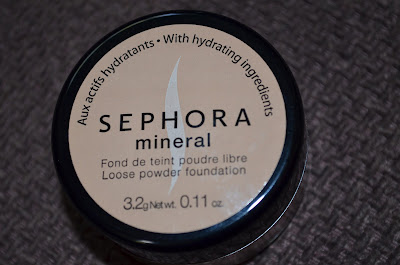 Aux actifs hydratants • With hydrating ingredients
SEPHORA
mineral
Fond de teint poudre libre
Loose powder foundation
3.2g Net wt. 0.11 oz.